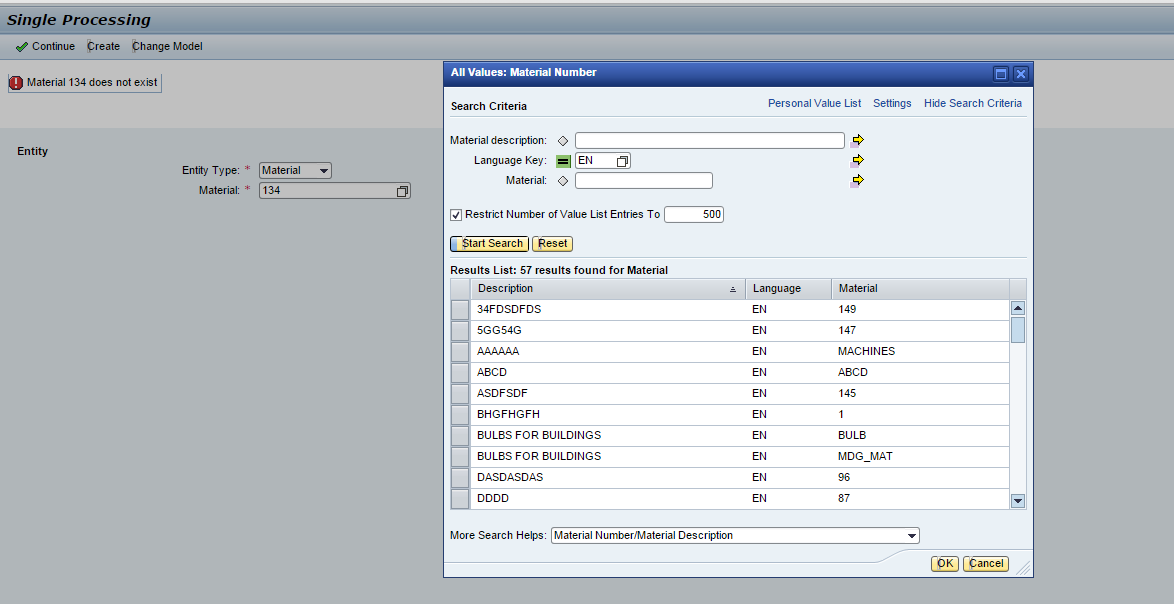 Single Processing
Continue Create Change Model
Material 134 does not exist
Entity
Entity Type: * Material
Material: * 134
All Values: Material Number
Search Criteria Personal Value List Settings Hide Search Criteria
Material description:
Language Key: EN
Material:
Restrict Number of Value List Entries To 500
Start Search Reset
Results List: 57 results found for Material
Description Language Material
34FDSDFDS EN 149
5GG54G EN 147
AAAAAA EN MACHINES
ABCD EN ABCD
ASDFSDF EN 145
BHGFHGFH EN 1
BULBS FOR BUILDINGS EN BULB
BULBS FOR BUILDINGS EN MDG_MAT
DASDASDAS EN 96
DDDD EN 87
More Search Helps: Material Number/Material Description
OK Cancel